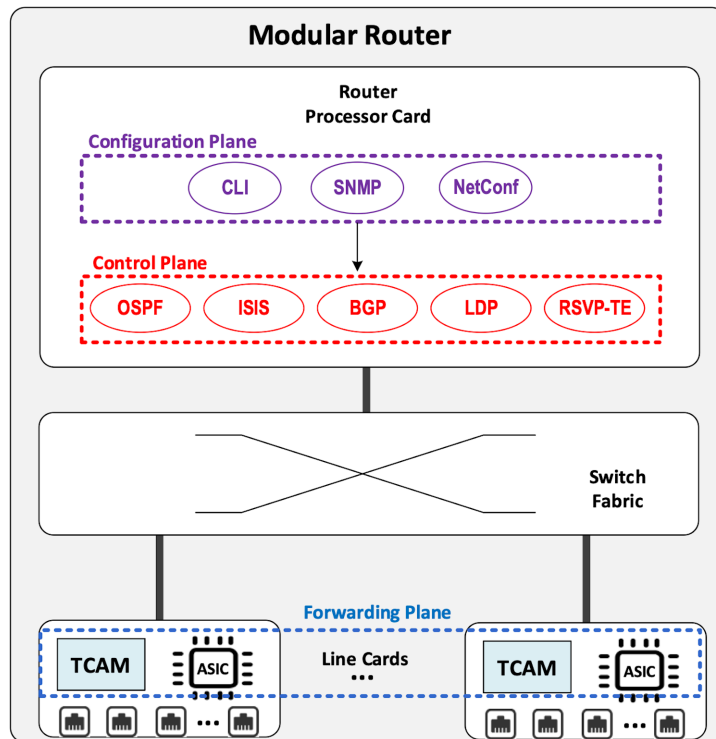 Modular Router
Router
Processor Card
Configuration Plane
CLI
SNMP
NetConf
Control Plane
OSPF
ISIS
BGP
LDP
RSVP-TE
Switch
Fabric
Forwarding Plane
TCAM
ASIC
Line Cards
...
TCAM
ASIC
...
...